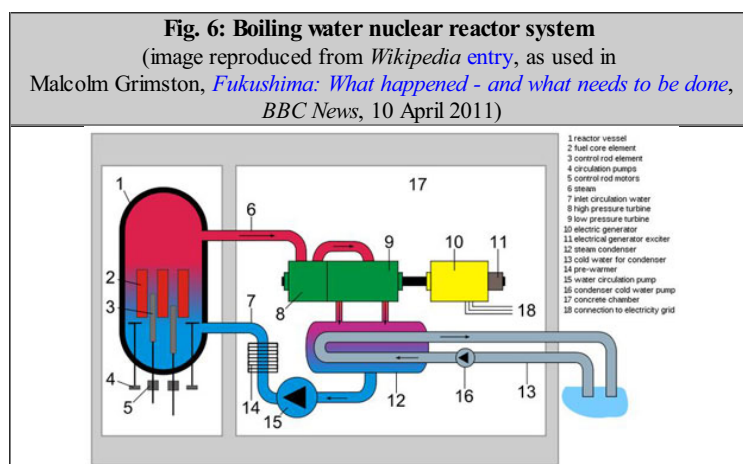 Fig. 6: Boiling water nuclear reactor system
(image reproduced from Wikipedia entry, as used in
Malcolm Grimston, Fukushima: What happened - and what needs to be done,
BBC News, 10 April 2011)
1 reactor vessel
2 fuel core element
3 control rod element
4 circulation pumps
5 control rod motors
6 steam
7 inlet circulation water
8 high pressure turbine
9 low pressure turbine
10 electric generator
11 electrical generator exciter
12 steam condenser
13 cold water for condenser
14 pre-warmer
15 water circulation pump
16 condenser cold water pump
17 concrete chamber
18 connection to electricity grid
1
17
6
9
10
11
2
7
3
8
18
4
5
14
15
12
16
13